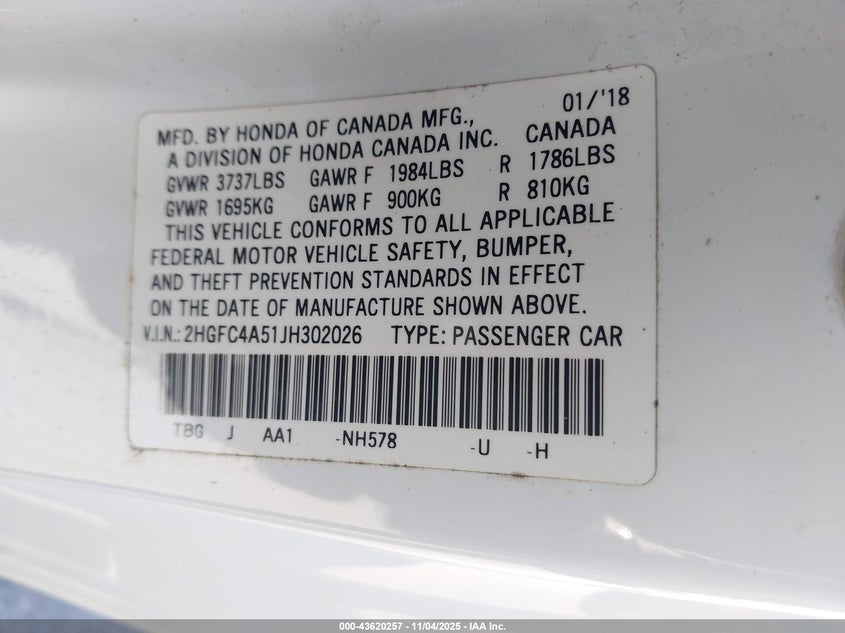 01/'18
MFD. BY HONDA OF CANADA MFG., CANADA
A DIVISION OF HONDA CANADA INC.
GVWR 3737LBS GAWR F 1984LBS R 1786LBS
GVWR 1695KG GAWR F 900KG R 810KG
THIS VEHICLE CONFORMS TO ALL APPLICABLE
FEDERAL MOTOR VEHICLE SAFETY, BUMPER,
AND THEFT PREVENTION STANDARDS IN EFFECT
ON THE DATE OF MANUFACTURE SHOWN ABOVE.
V.I.N.: 2HGFC4A51JH302026 TYPE: PASSENGER CAR
TBG J AA1 -NH578 -U -H
000-43620257 - 11/04/2025 - IAA Inc.